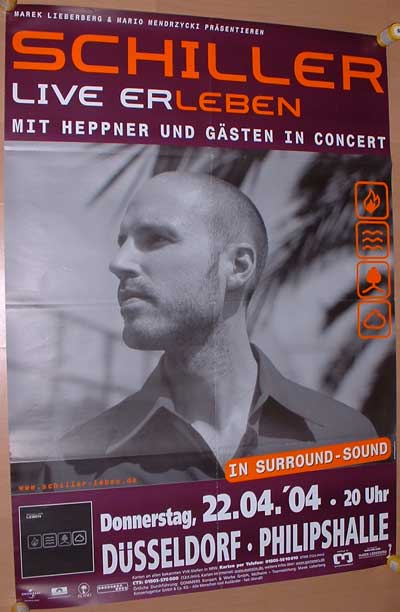 MAREK LIEBERBERG & MARIO MENDRZYCKI PRÄSENTIEREN
SCHILLER
LIVE ERLEBEN
MIT HEPPNER UND GÄSTEN IN CONCERT
www.schiller-leben.de
IN SURROUND-SOUND
LEBEN
Donnerstag, 22.04.´04 · 20 Uhr
DÜSSELDORF · PHILIPSHALLE